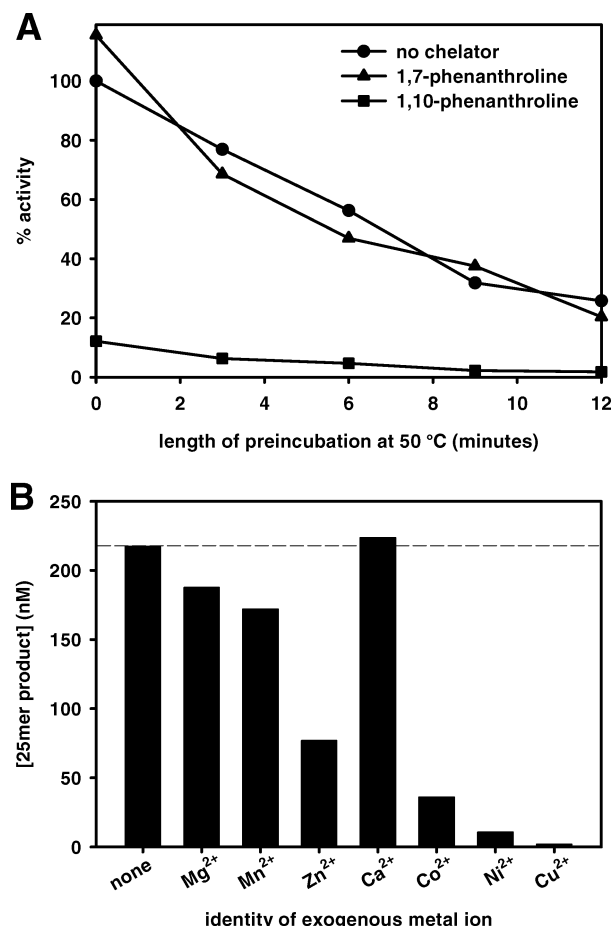 A
no chelator
1,7-phenanthroline
1,10-phenanthroline
% activity
100
80
60
40
20
0
0 2 4 6 8 10 12
length of preincubation at 50 °C (minutes)
B
[25mer product] (nM)
250
200
150
100
50
0
none Mg²⁺ Mn²⁺ Zn²⁺ Ca²⁺ Co²⁺ Ni²⁺ Cu²⁺
identity of exogenous metal ion